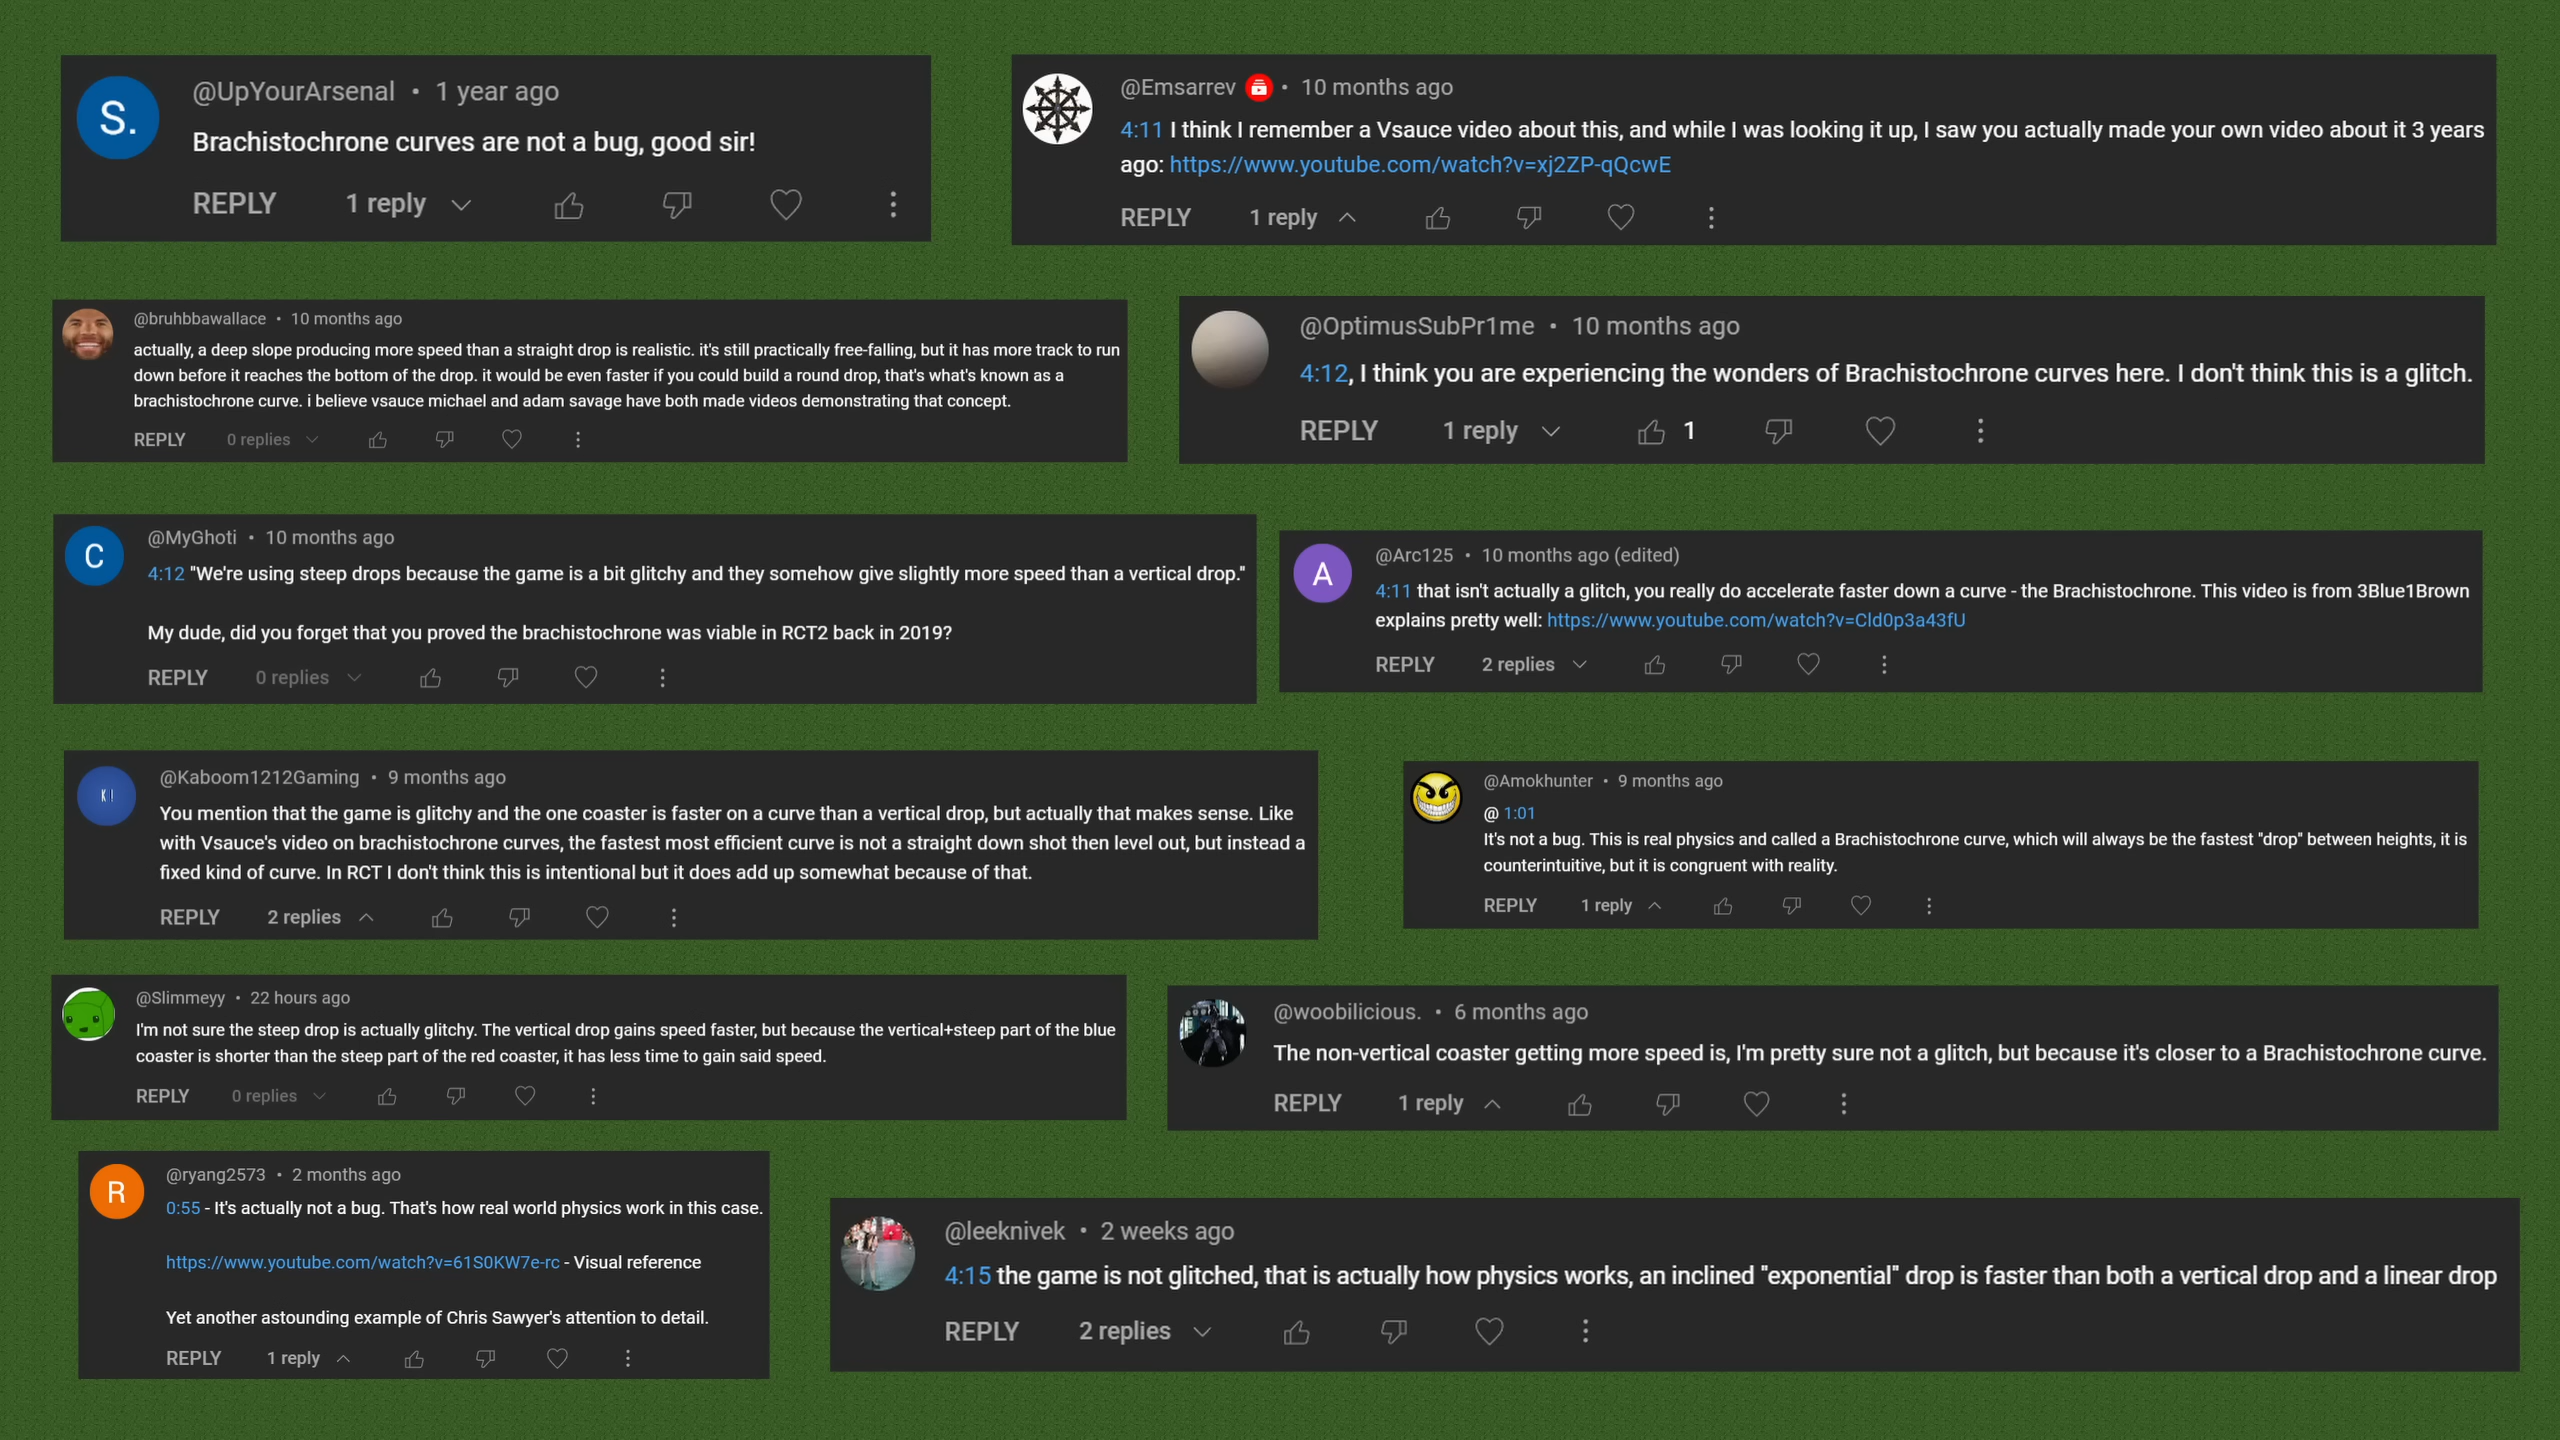 @UpYourArsenal • 1 year ago
Brachistochrone curves are not a bug, good sir!
REPLY 1 reply
@Emsarrev • 10 months ago
4:11 I think I remember a Vsauce video about this, and while I was looking it up, I saw you actually made your own video about it 3 years
ago: https://www.youtube.com/watch?v=xj2ZP-qQcwE
REPLY 1 reply
@bruhbbawallace • 10 months ago
actually, a deep slope producing more speed than a straight drop is realistic. it's still practically free-falling, but it has more track to run
down before it reaches the bottom of the drop. it would be even faster if you could build a round drop, that's what's known as a
brachistochrone curve. i believe vsauce michael and adam savage have both made videos demonstrating that concept.
REPLY 0 replies
@OptimusSubPr1me • 10 months ago
4:12, I think you are experiencing the wonders of Brachistochrone curves here. I don't think this is a glitch.
REPLY 1 reply 1
@MyGhoti • 10 months ago
4:12 "We're using steep drops because the game is a bit glitchy and they somehow give slightly more speed than a vertical drop."
My dude, did you forget that you proved the brachistochrone was viable in RCT2 back in 2019?
REPLY 0 replies
@Arc125 • 10 months ago (edited)
4:11 that isn't actually a glitch, you really do accelerate faster down a curve - the Brachistochrone. This video is from 3Blue1Brown
explains pretty well: https://www.youtube.com/watch?v=Cld0p3a43fU
REPLY 2 replies
@Kaboom1212Gaming • 9 months ago
You mention that the game is glitchy and the one coaster is faster on a curve than a vertical drop, but actually that makes sense. Like
with Vsauce's video on brachistochrone curves, the fastest most efficient curve is not a straight down shot then level out, but instead a
fixed kind of curve. In RCT I don't think this is intentional but it does add up somewhat because of that.
REPLY 2 replies
@Amokhunter • 9 months ago
@ 1:01
It's not a bug. This is real physics and called a Brachistochrone curve, which will always be the fastest "drop" between heights, it is
counterintuitive, but it is congruent with reality.
REPLY 1 reply
@Slimmeyy • 22 hours ago
I'm not sure the steep drop is actually glitchy. The vertical drop gains speed faster, but because the vertical+steep part of the blue
coaster is shorter than the steep part of the red coaster, it has less time to gain said speed.
REPLY 0 replies
@woobilicious. • 6 months ago
The non-vertical coaster getting more speed is, I'm pretty sure not a glitch, but because it's closer to a Brachistochrone curve.
REPLY 1 reply
@ryang2573 • 2 months ago
0:55 - It's actually not a bug. That's how real world physics work in this case.
https://www.youtube.com/watch?v=61S0KW7e-rc - Visual reference
Yet another astounding example of Chris Sawyer's attention to detail.
REPLY 1 reply
@leeknivek • 2 weeks ago
4:15 the game is not glitched, that is actually how physics works, an inclined "exponential" drop is faster than both a vertical drop and a linear drop
REPLY 2 replies
S.
C
A
K !
R